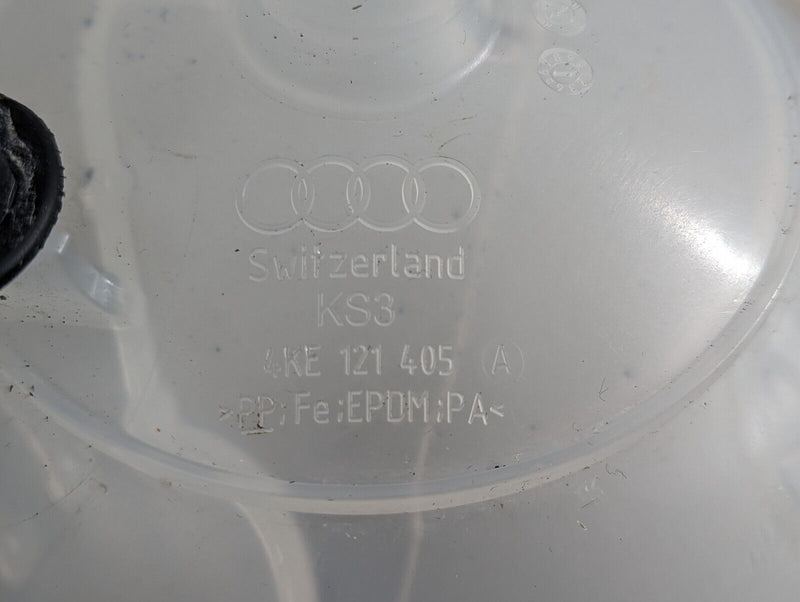 Switzerland
KS3
4KE 121 405 A
>PP;Fe;EPDM;PA<